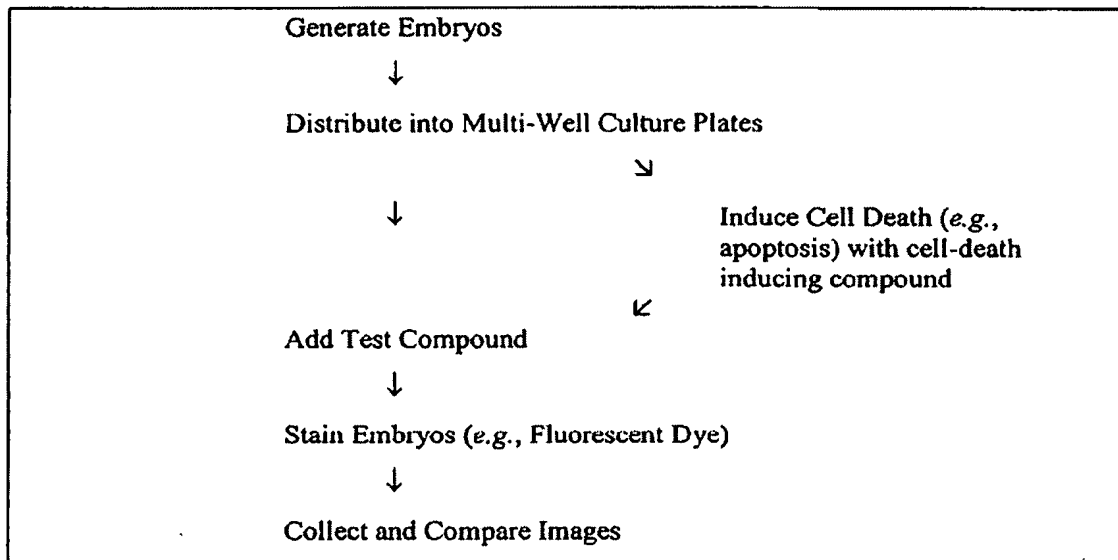 Generate Embryos
↓
Distribute into Multi-Well Culture Plates
↘
↓
Induce Cell Death (e.g.,
apoptosis) with cell-death
inducing compound
↙
Add Test Compound
↓
Stain Embryos (e.g., Fluorescent Dye)
↓
Collect and Compare Images